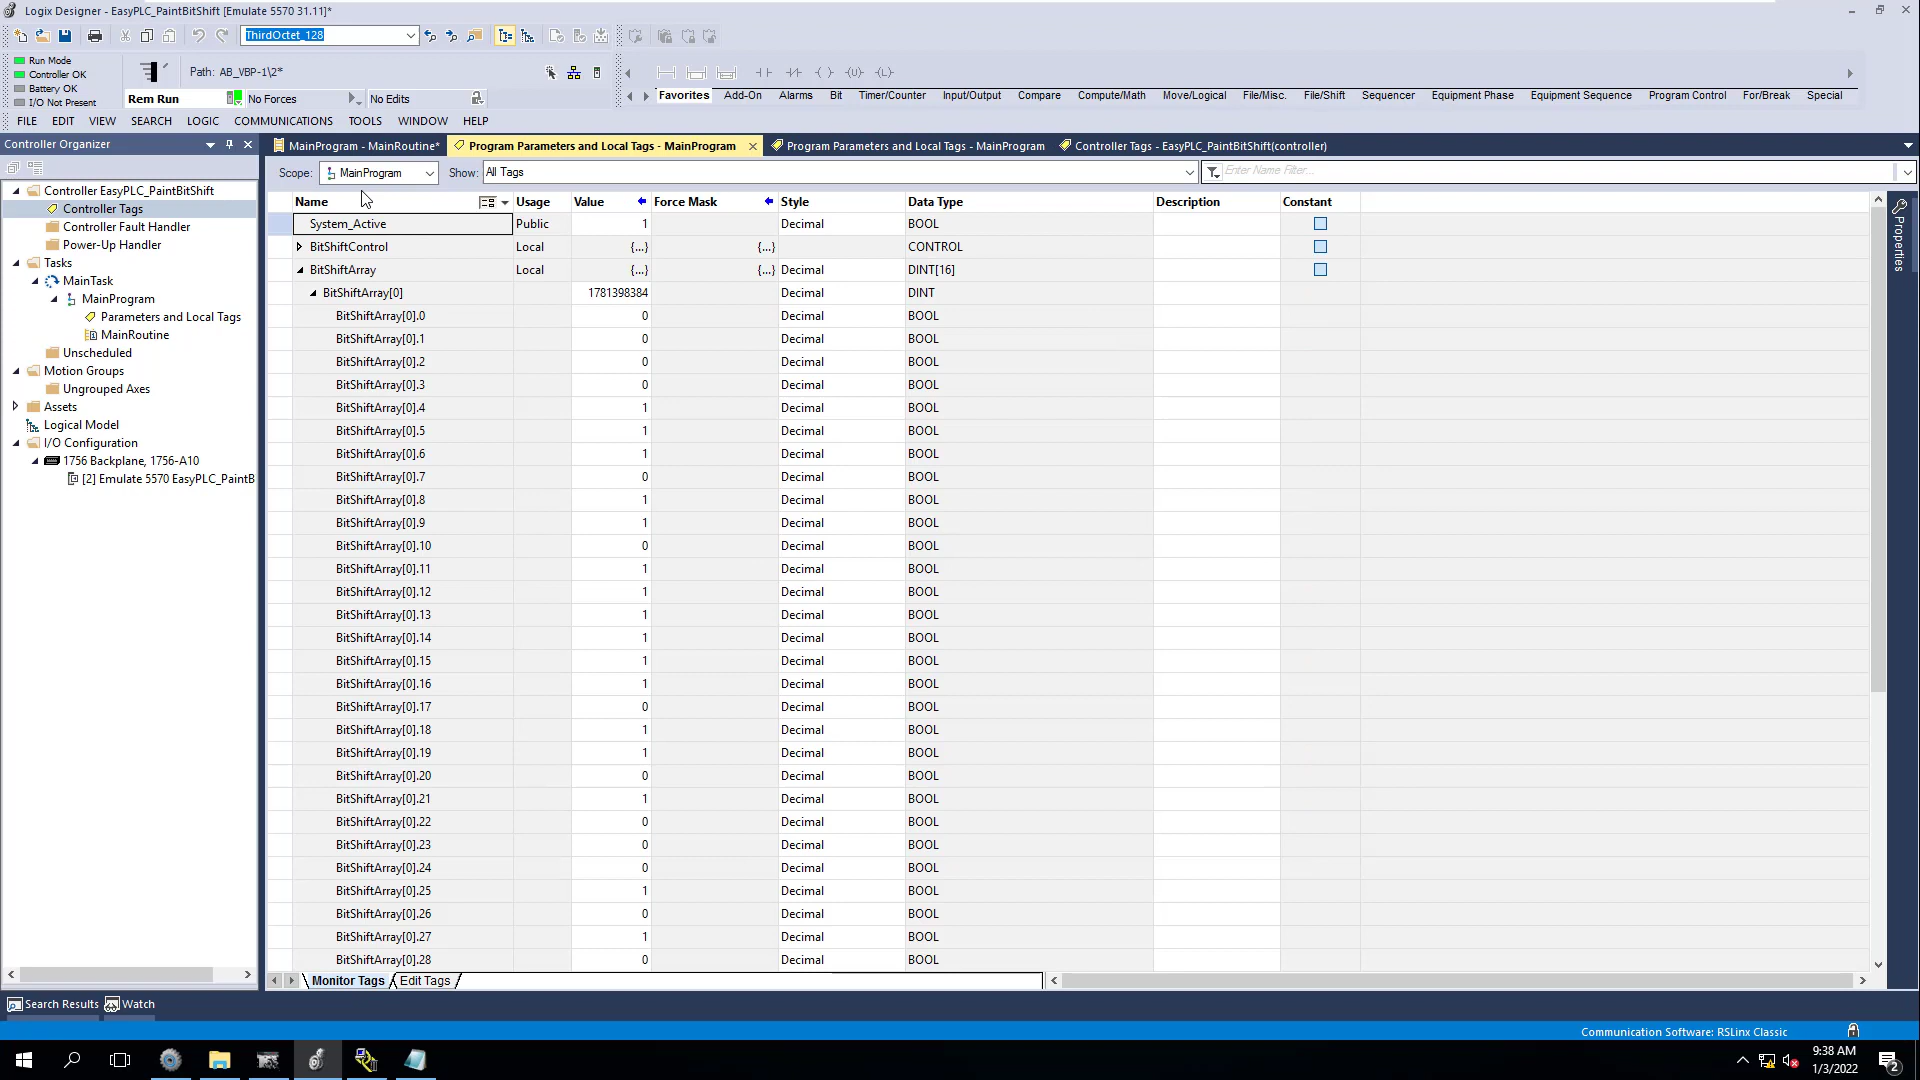 Logix Designer - EasyPLC_PaintBitShift [Emulate 5570 31.11]*
ThirdOctet_128
Run Mode
Controller OK
Battery OK
I/O Not Present
Path: AB_VBP-1\2*
Rem Run No Forces No Edits
Favorites Add-On Alarms Bit Timer/Counter Input/Output Compare Compute/Math Move/Logical File/Misc. File/Shift Sequencer Equipment Phase Equipment Sequence Program Control For/Break Special
FILE EDIT VIEW SEARCH LOGIC COMMUNICATIONS TOOLS WINDOW HELP
Controller Organizer
MainProgram - MainRoutine* Program Parameters and Local Tags - MainProgram Program Parameters and Local Tags - MainProgram Controller Tags - EasyPLC_PaintBitShift(controller)
Scope: MainProgram Show: All Tags Enter Name Filter...
Controller EasyPLC_PaintBitShift
Controller Tags
Controller Fault Handler
Power-Up Handler
Tasks
MainTask
MainProgram
Parameters and Local Tags
MainRoutine
Unscheduled
Motion Groups
Ungrouped Axes
Assets
Logical Model
I/O Configuration
1756 Backplane, 1756-A10
[2] Emulate 5570 EasyPLC_PaintB
Name Usage Value Force Mask Style Data Type Description Constant
System_Active Public 1 Decimal BOOL
BitShiftControl Local {...} {...} CONTROL
BitShiftArray Local {...} {...} Decimal DINT[16]
BitShiftArray[0] 1781398384 Decimal DINT
BitShiftArray[0].0 0 Decimal BOOL
BitShiftArray[0].1 0 Decimal BOOL
BitShiftArray[0].2 0 Decimal BOOL
BitShiftArray[0].3 0 Decimal BOOL
BitShiftArray[0].4 1 Decimal BOOL
BitShiftArray[0].5 1 Decimal BOOL
BitShiftArray[0].6 1 Decimal BOOL
BitShiftArray[0].7 0 Decimal BOOL
BitShiftArray[0].8 1 Decimal BOOL
BitShiftArray[0].9 1 Decimal BOOL
BitShiftArray[0].10 0 Decimal BOOL
BitShiftArray[0].11 1 Decimal BOOL
BitShiftArray[0].12 1 Decimal BOOL
BitShiftArray[0].13 1 Decimal BOOL
BitShiftArray[0].14 1 Decimal BOOL
BitShiftArray[0].15 1 Decimal BOOL
BitShiftArray[0].16 1 Decimal BOOL
BitShiftArray[0].17 0 Decimal BOOL
BitShiftArray[0].18 1 Decimal BOOL
BitShiftArray[0].19 1 Decimal BOOL
BitShiftArray[0].20 0 Decimal BOOL
BitShiftArray[0].21 1 Decimal BOOL
BitShiftArray[0].22 0 Decimal BOOL
BitShiftArray[0].23 0 Decimal BOOL
BitShiftArray[0].24 0 Decimal BOOL
BitShiftArray[0].25 1 Decimal BOOL
BitShiftArray[0].26 0 Decimal BOOL
BitShiftArray[0].27 1 Decimal BOOL
BitShiftArray[0].28 0 Decimal BOOL
Monitor Tags Edit Tags
Properties
Search Results Watch
Communication Software: RSLinx Classic
9:38 AM
1/3/2022
2